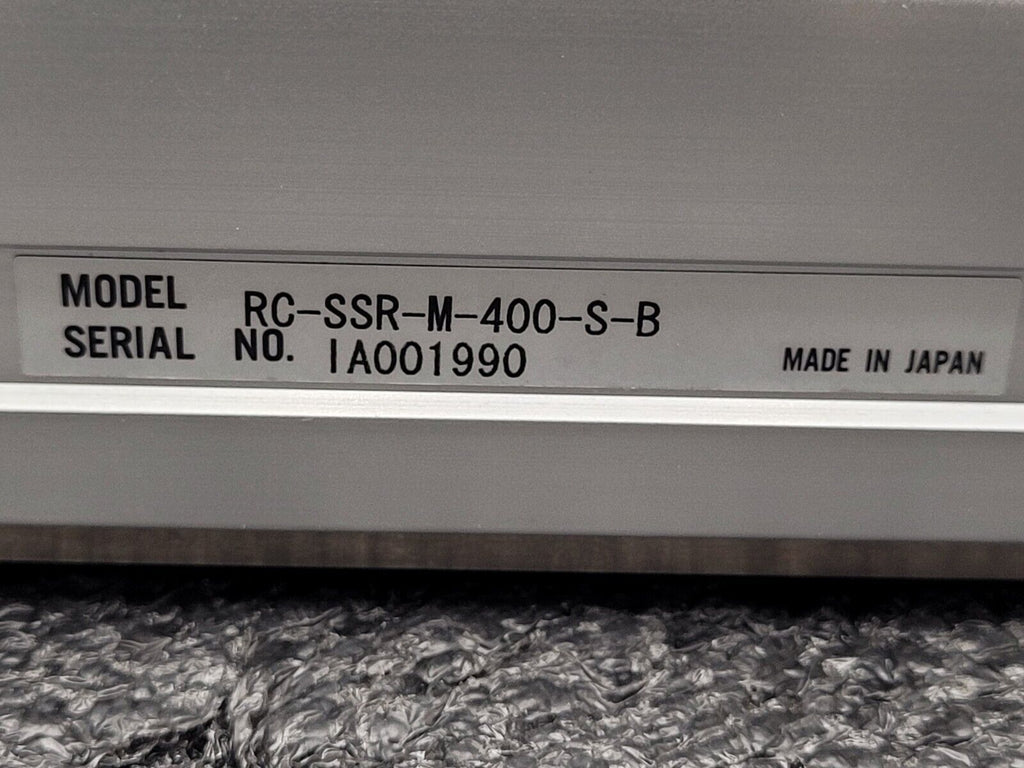 MODEL RC-SSR-M-400-S-B
SERIAL NO. IA001990
MADE IN JAPAN